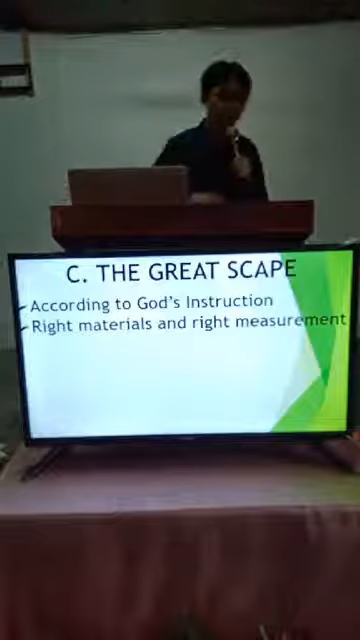 C. THE GREAT SCAPE
According to God's Instruction
Right materials and right measurement